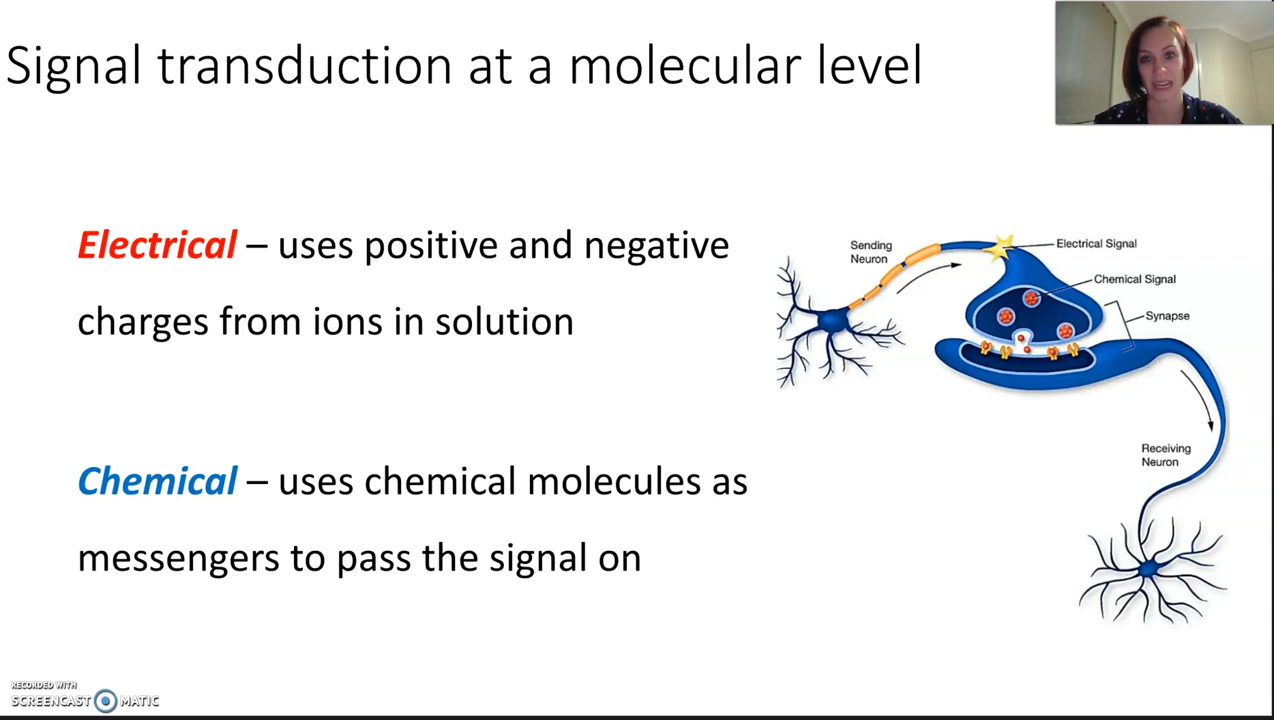 Signal transduction at a molecular level
Electrical – uses positive and negative
charges from ions in solution
Chemical – uses chemical molecules as
messengers to pass the signal on
Sending
Neuron
Electrical Signal
Chemical Signal
Synapse
Receiving
Neuron
RECORDED WITH
SCREENCAST MATIC